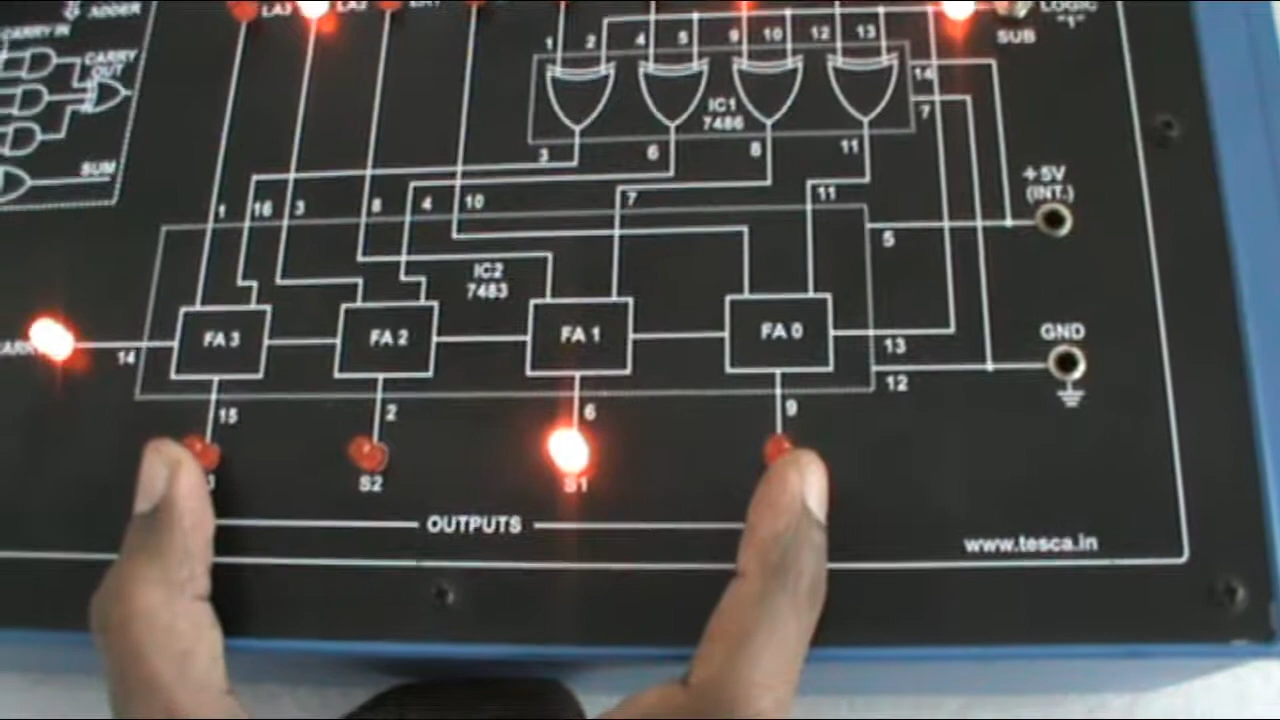 ADDER
LA3
LA2
LOGIC
"1"
SUB
CARRY IN
CARRY
OUT
SUM
1 2 4 5 9 10 12 13
14
7
IC1
7486
3 6 8 11
+5V
(INT.)
1 16 3 8 4 10 7 11
5
IC2
7483
FA 3 FA 2 FA 1 FA 0
GND
14
13
12
15 2 6 9
S2 S1
OUTPUTS
www.tesca.in